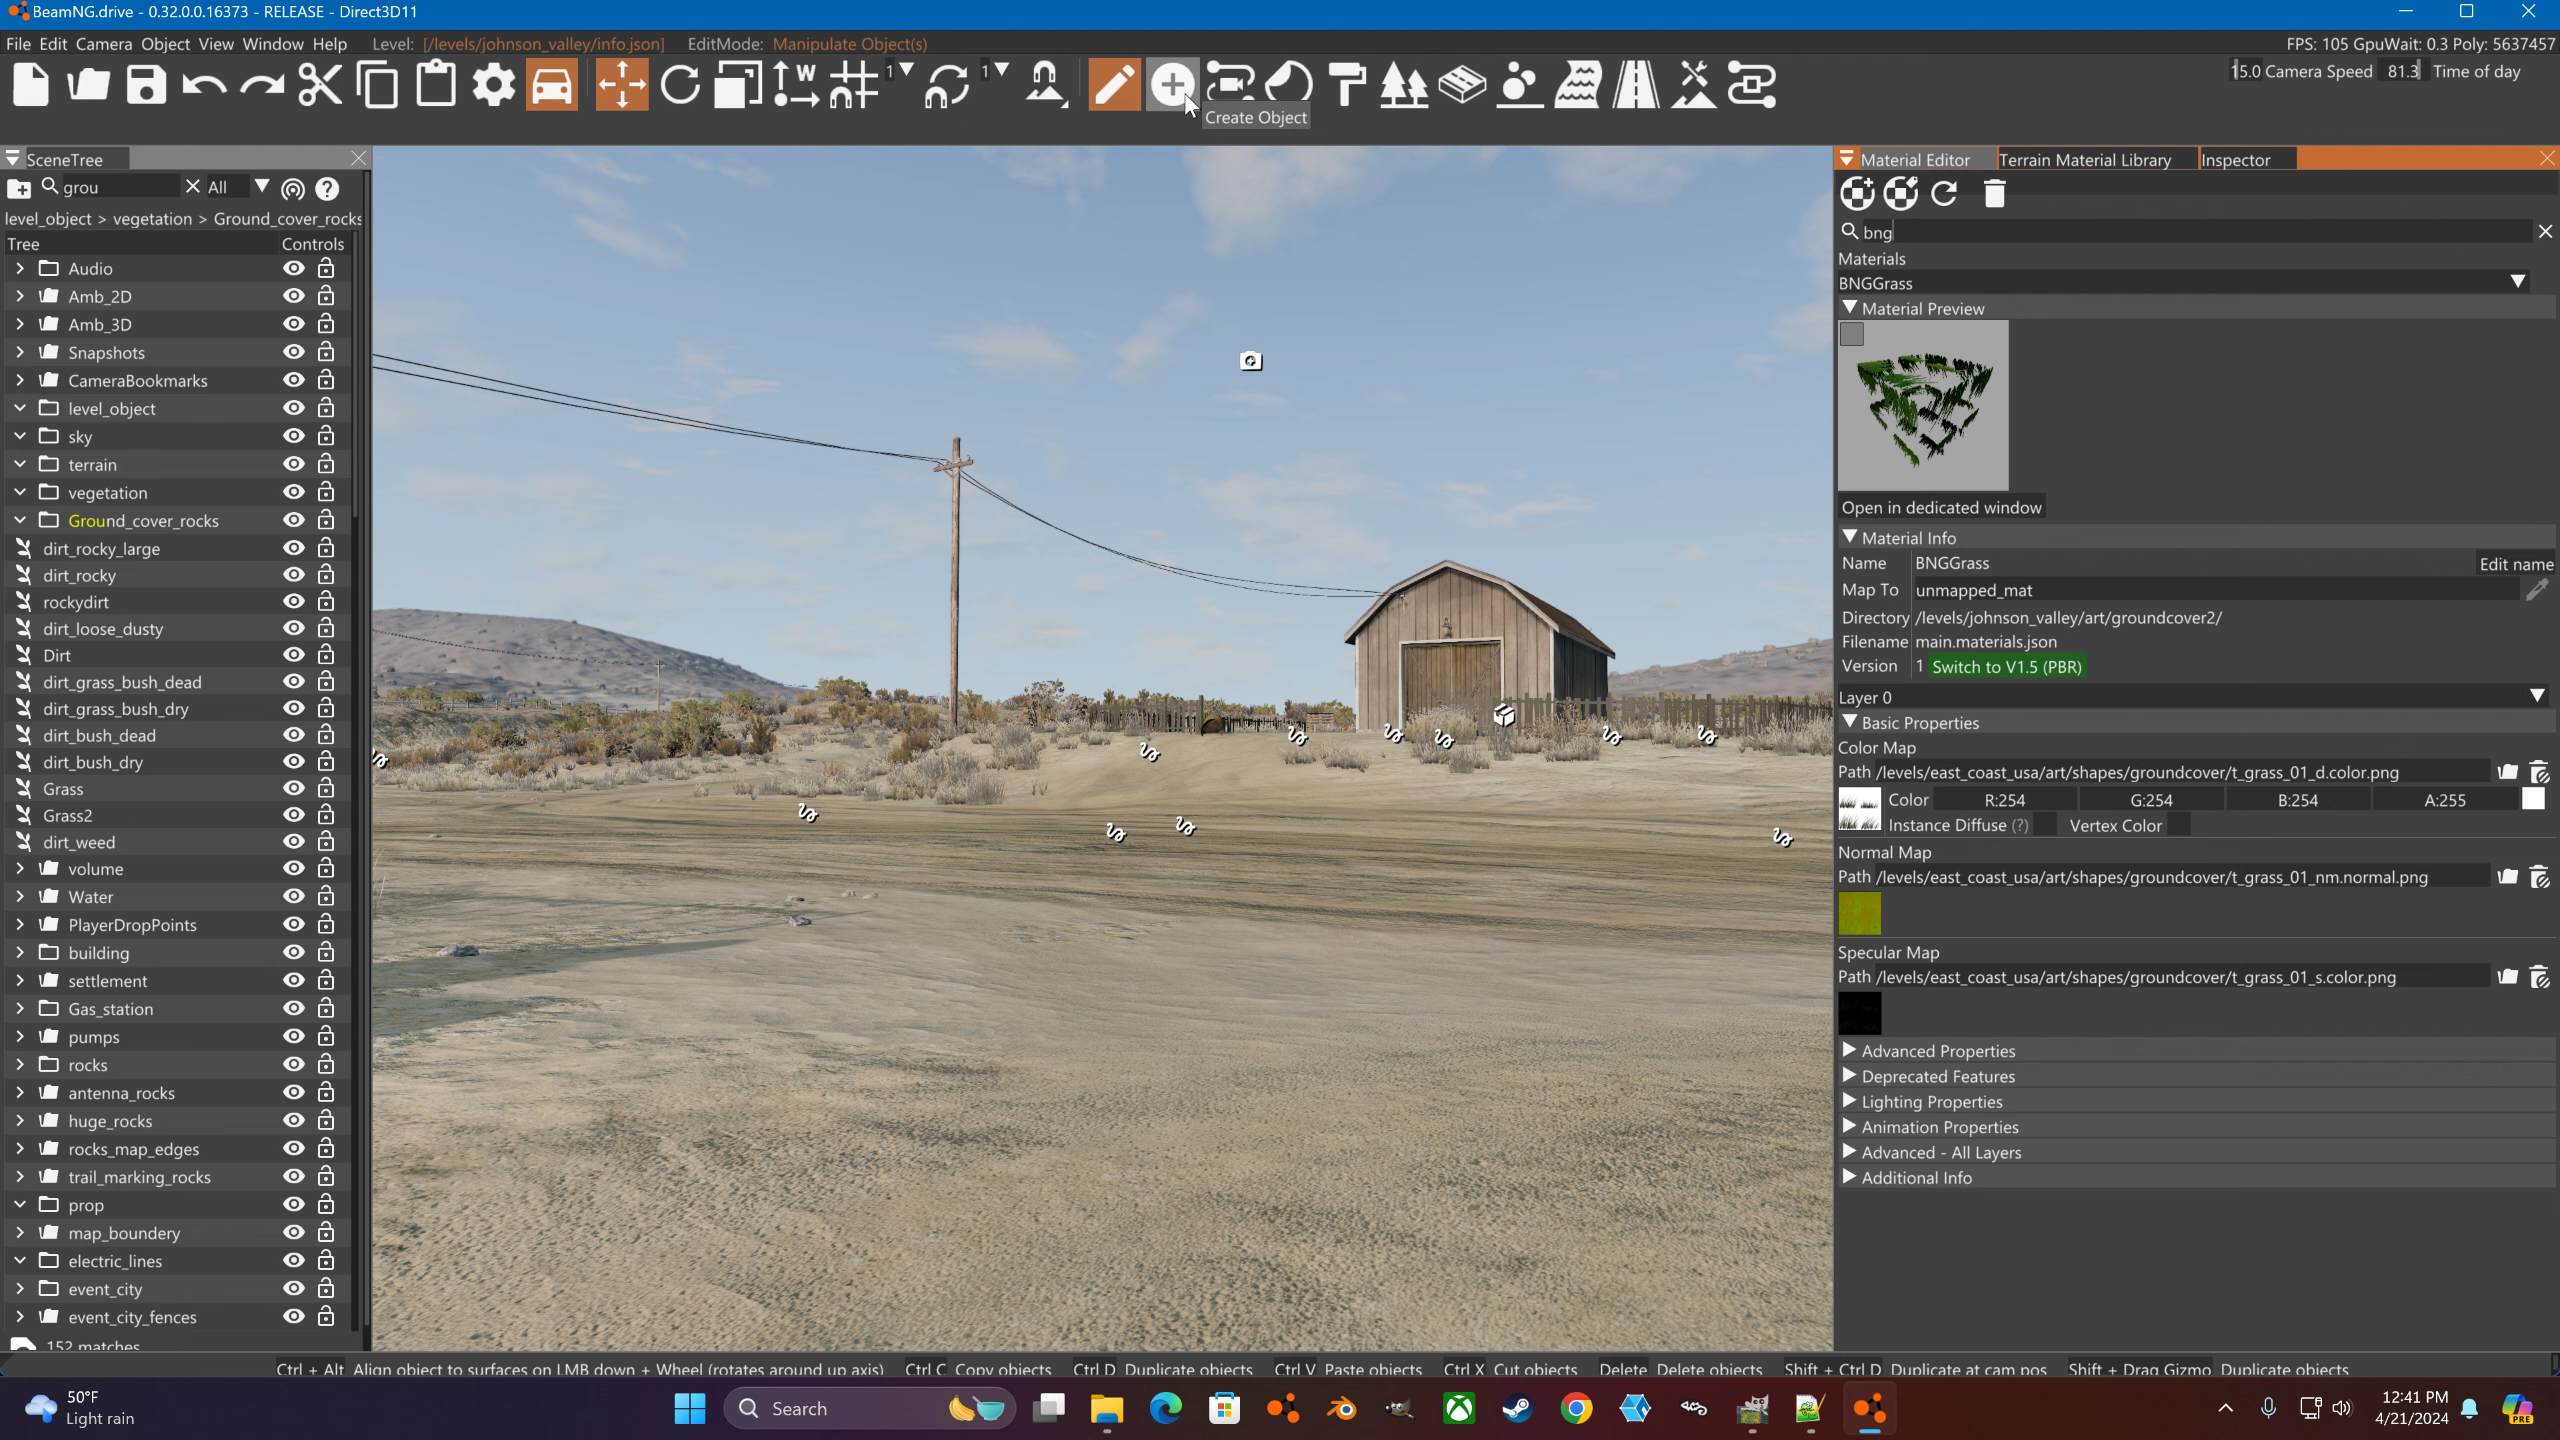 BeamNG.drive - 0.32.0.0.16373 - RELEASE - Direct3D11
File Edit Camera Object View Window Help Level: [/levels/johnson_valley/info.json] EditMode: Manipulate Object(s)
FPS: 105 GpuWait: 0.3 Poly: 5637457
W 1 1
15.0 Camera Speed 81.3 Time of day
Create Object
SceneTree
grou All
level_object > vegetation > Ground_cover_rocks
Tree Controls
Audio
Amb_2D
Amb_3D
Snapshots
CameraBookmarks
level_object
sky
terrain
vegetation
Ground_cover_rocks
dirt_rocky_large
dirt_rocky
rockydirt
dirt_loose_dusty
Dirt
dirt_grass_bush_dead
dirt_grass_bush_dry
dirt_bush_dead
dirt_bush_dry
Grass
Grass2
dirt_weed
volume
Water
PlayerDropPoints
building
settlement
Gas_station
pumps
rocks
antenna_rocks
huge_rocks
rocks_map_edges
trail_marking_rocks
prop
map_boundery
electric_lines
event_city
event_city_fences
152 matches
Material Editor Terrain Material Library Inspector
bng
Materials
BNGGrass
Material Preview
Open in dedicated window
Material Info
Name BNGGrass Edit name
Map To unmapped_mat
Directory /levels/johnson_valley/art/groundcover2/
Filename main.materials.json
Version 1 Switch to V1.5 (PBR)
Layer 0
Basic Properties
Color Map
Path /levels/east_coast_usa/art/shapes/groundcover/t_grass_01_d.color.png
Color R:254 G:254 B:254 A:255
Instance Diffuse (?) Vertex Color
Normal Map
Path /levels/east_coast_usa/art/shapes/groundcover/t_grass_01_nm.normal.png
Specular Map
Path /levels/east_coast_usa/art/shapes/groundcover/t_grass_01_s.color.png
Advanced Properties
Deprecated Features
Lighting Properties
Animation Properties
Advanced - All Layers
Additional Info
Ctrl + Alt Align object to surfaces on LMB down + Wheel (rotates around up axis) Ctrl C Copy objects Ctrl D Duplicate objects Ctrl V Paste objects Ctrl X Cut objects Delete Delete objects Shift + Ctrl D Duplicate at cam pos Shift + Drag Gizmo Duplicate objects
50°F
Light rain
Search
12:41 PM
4/21/2024
PRE